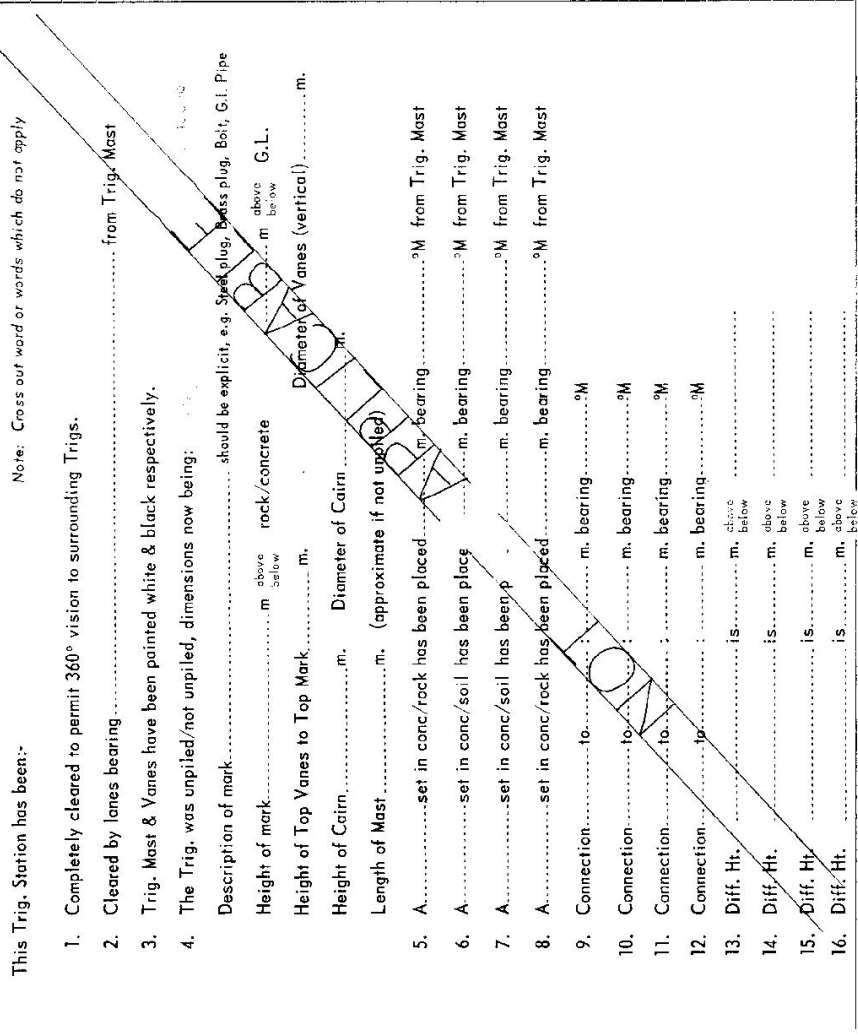 This Trig. Station has been:-
Note: Cross out word or words which do not apply
1. Completely cleared to permit 360° vision to surrounding Trigs.
2. Cleared by lanes bearing........................ from Trig. Mast
3. Trig. Mast & Vanes have been painted white & black respectively.
4. The Trig. was unpiled/not unpiled, dimensions now being:
Description of mark........................ should be explicit, e.g. Steel plug, Brass plug, Bolt, G.I. Pipe
Height of mark............ m above below rock/concrete ............ m above below G.L.
Height of Top Vanes to Top Mark............ m. Diameter of Vanes (vertical)............ m.
Height of Cairn............ m. Diameter of Cairn............ m.
Length of Mast ............ m. (approximate if not unpiled)
5. A............set in conc/rock has been placed............ m. bearing............°M from Trig. Mast
6. A............set in conc/soil has been place ............ m. bearing............°M from Trig. Mast
7. A............set in conc/soil has been p ............ m. bearing............°M from Trig. Mast
8. A............set in conc/rock has been placed............ m. bearing............°M from Trig. Mast
9. Connection............to............:............ m. bearing............°M
10. Connection............to............:............ m. bearing............°M
11. Connection............to............:............ m. bearing............°M
12. Connection............to............:............ m. bearing............°M
13. Diff. Ht. ........................is............ m. above below ........................
14. Diff. Ht. ........................is............ m. above below ........................
15. Diff. Ht. ........................is............ m. above below ........................
16. Diff. Ht. ........................is............ m. above below ........................
NOT APPLICABLE